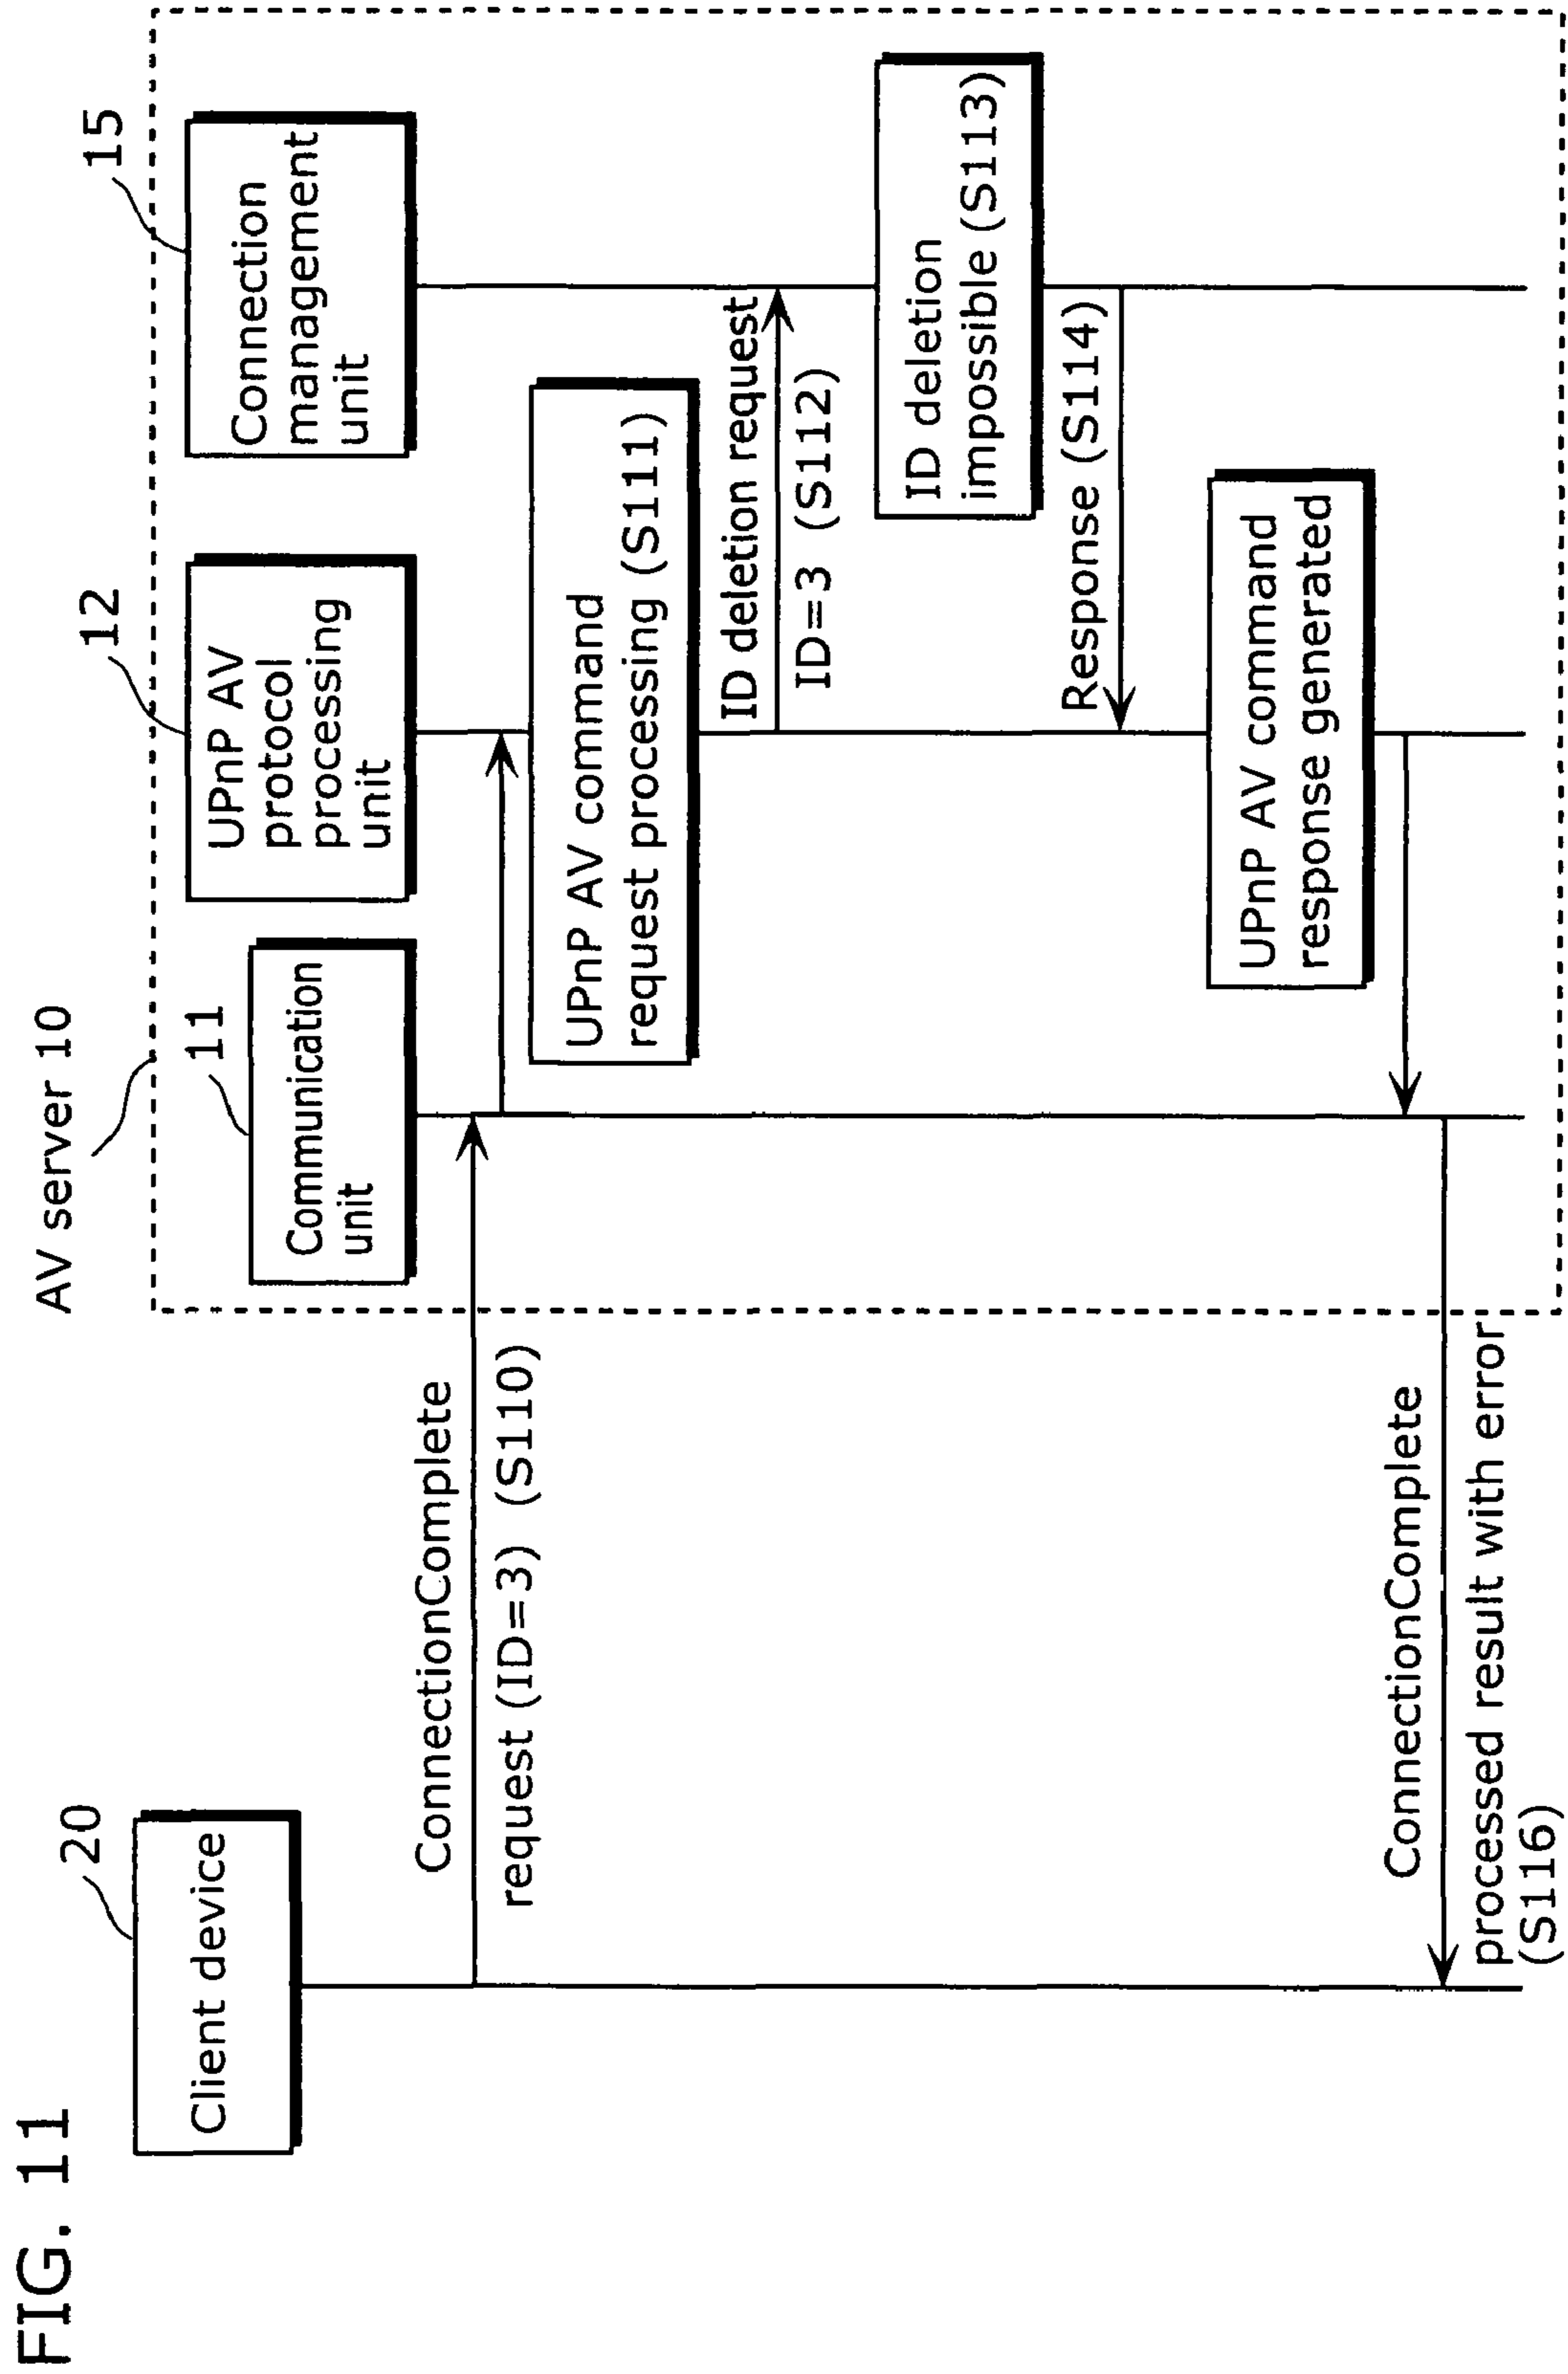 FIG. 11
AV server 10
20
11
12
15
Client device
Communication
unit
UPnP AV
protocol
processing
unit
Connection
management
unit
ConnectionComplete
request (ID=3) (S110)
UPnP AV command
request processing (S111)
ID deletion request
ID=3 (S112)
ID deletion
impossible (S113)
Response (S114)
UPnP AV command
response generated
ConnectionComplete
processed result with error
(S116)